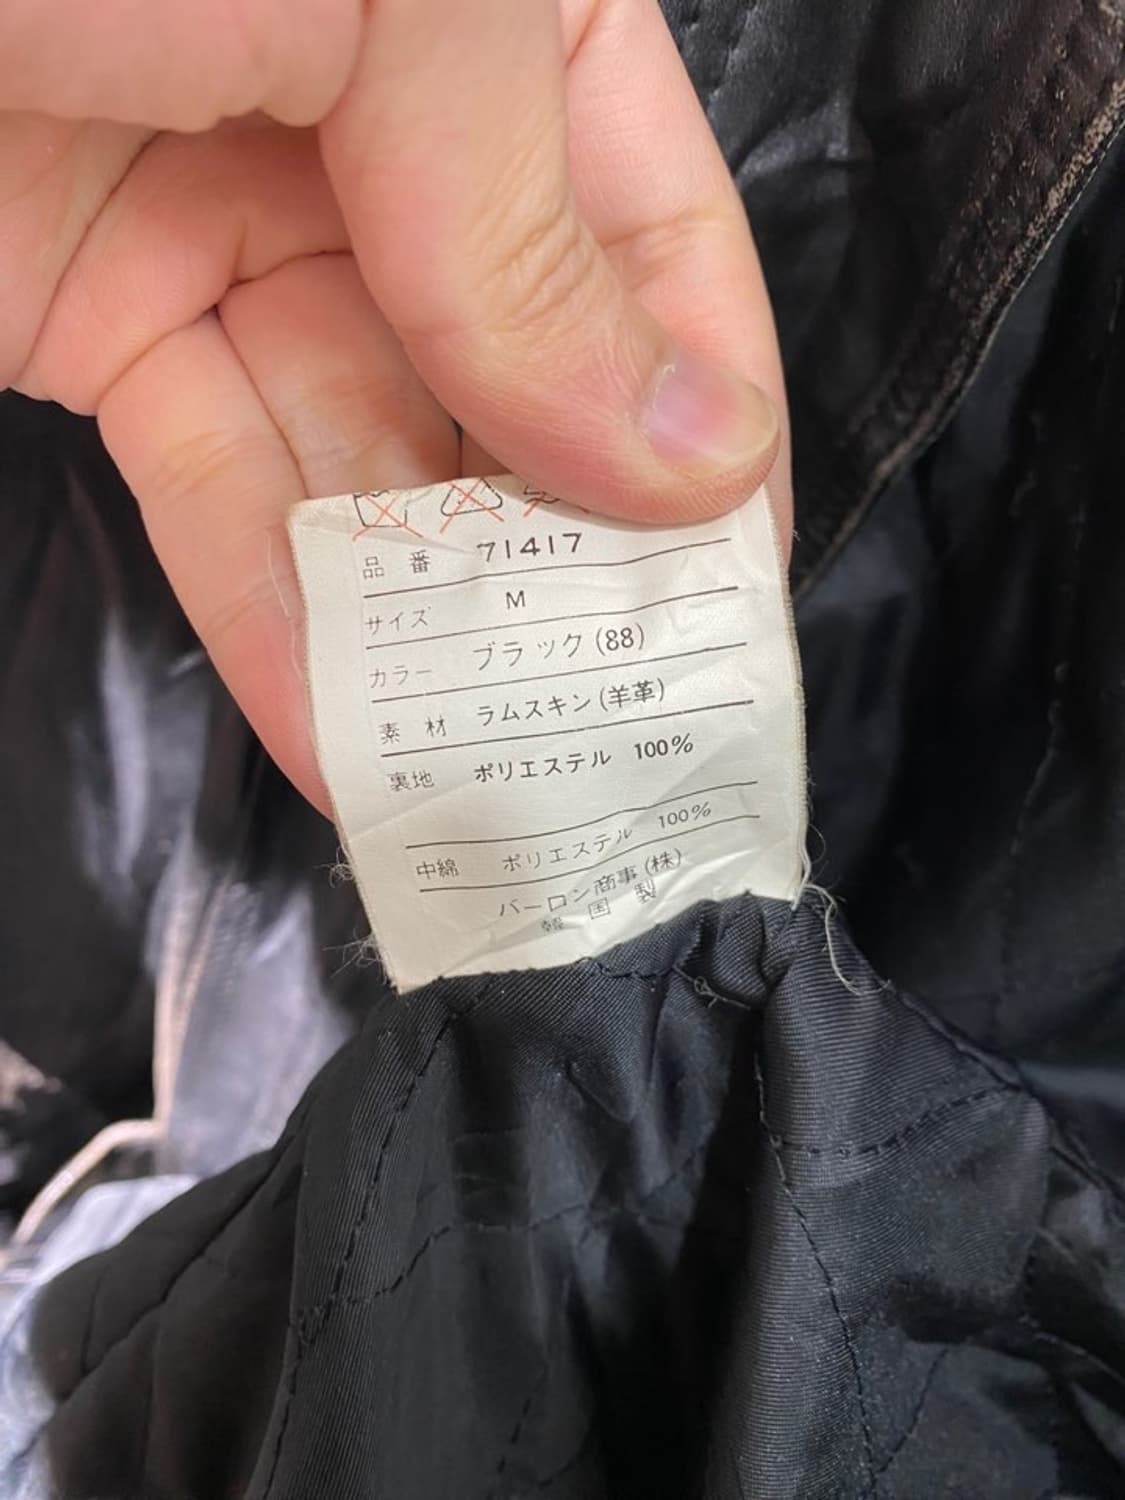 品番 71417
サイズ M
カラー ブラック(88)
素材 ラムスキン(羊革)
裏地 ポリエステル 100%
中綿 ポリエステル 100%
バーロン商事(株)
韓国製